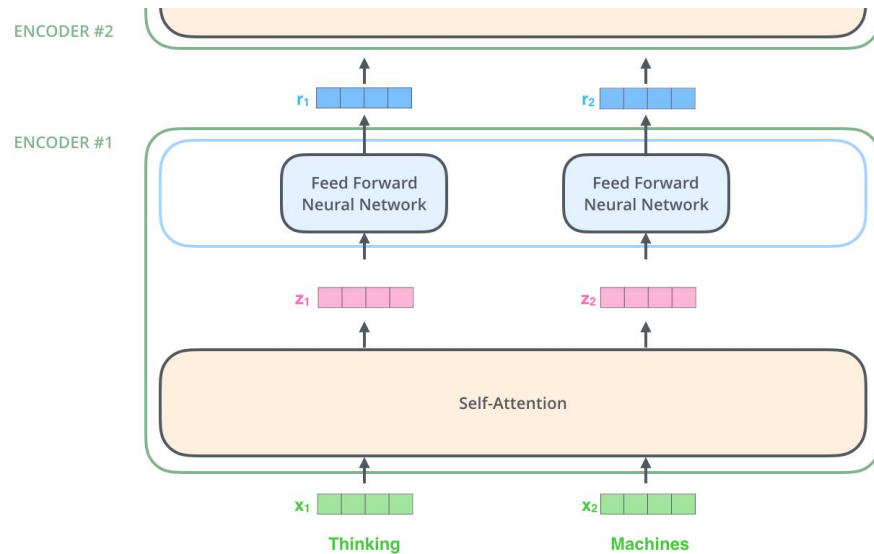 ENCODER #2
r1
r2
ENCODER #1
Feed Forward
Neural Network
Feed Forward
Neural Network
z1
z2
Self-Attention
x1
x2
Thinking
Machines